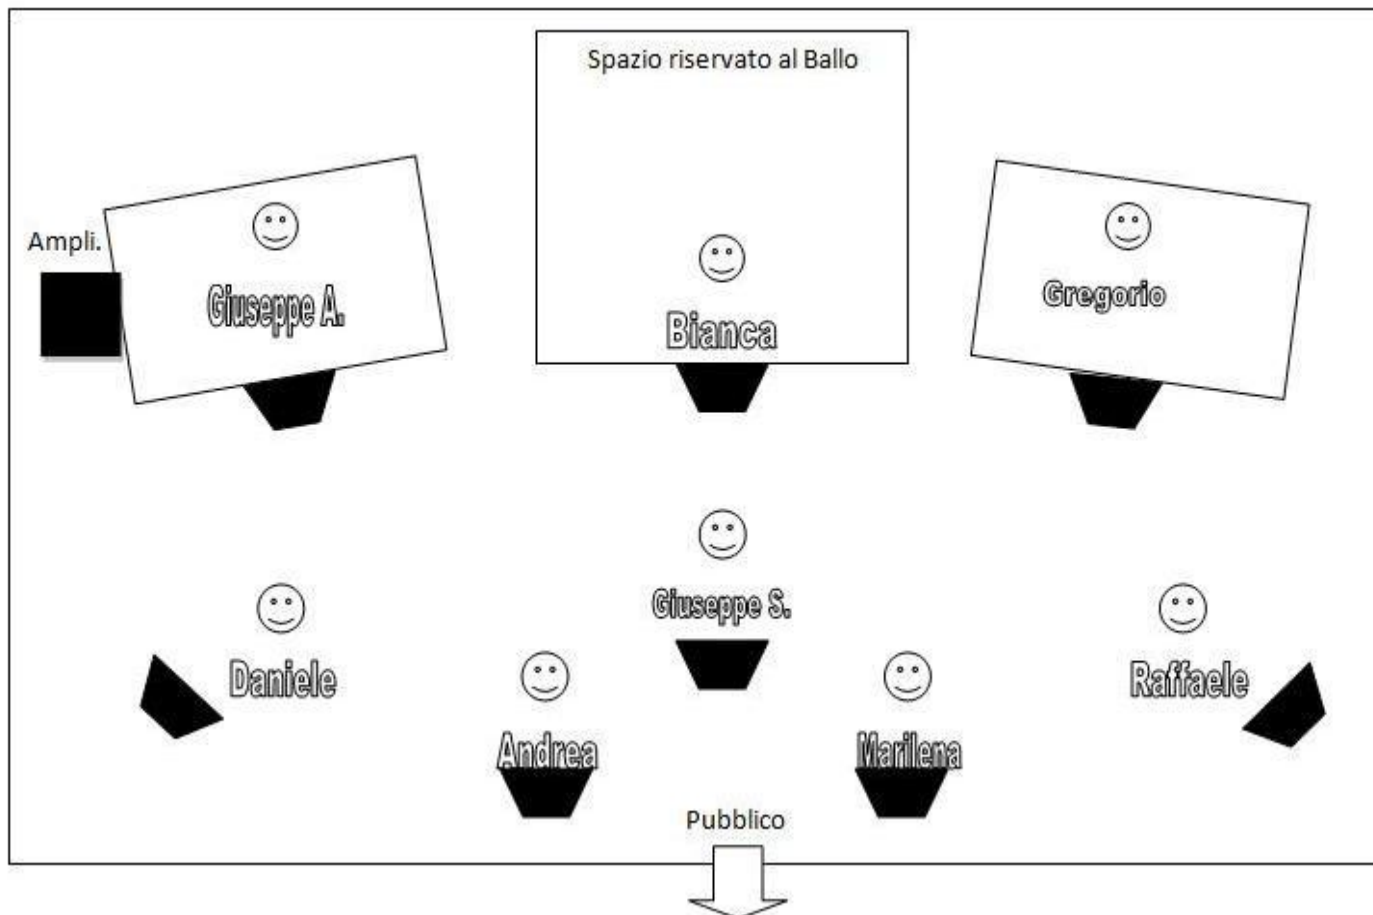 Spazio riservato al Ballo
Ampli.
Giuseppe A.
Bianca
Gregorio
Giuseppe S.
Daniele
Raffaele
Andrea
Marilena
Pubblico